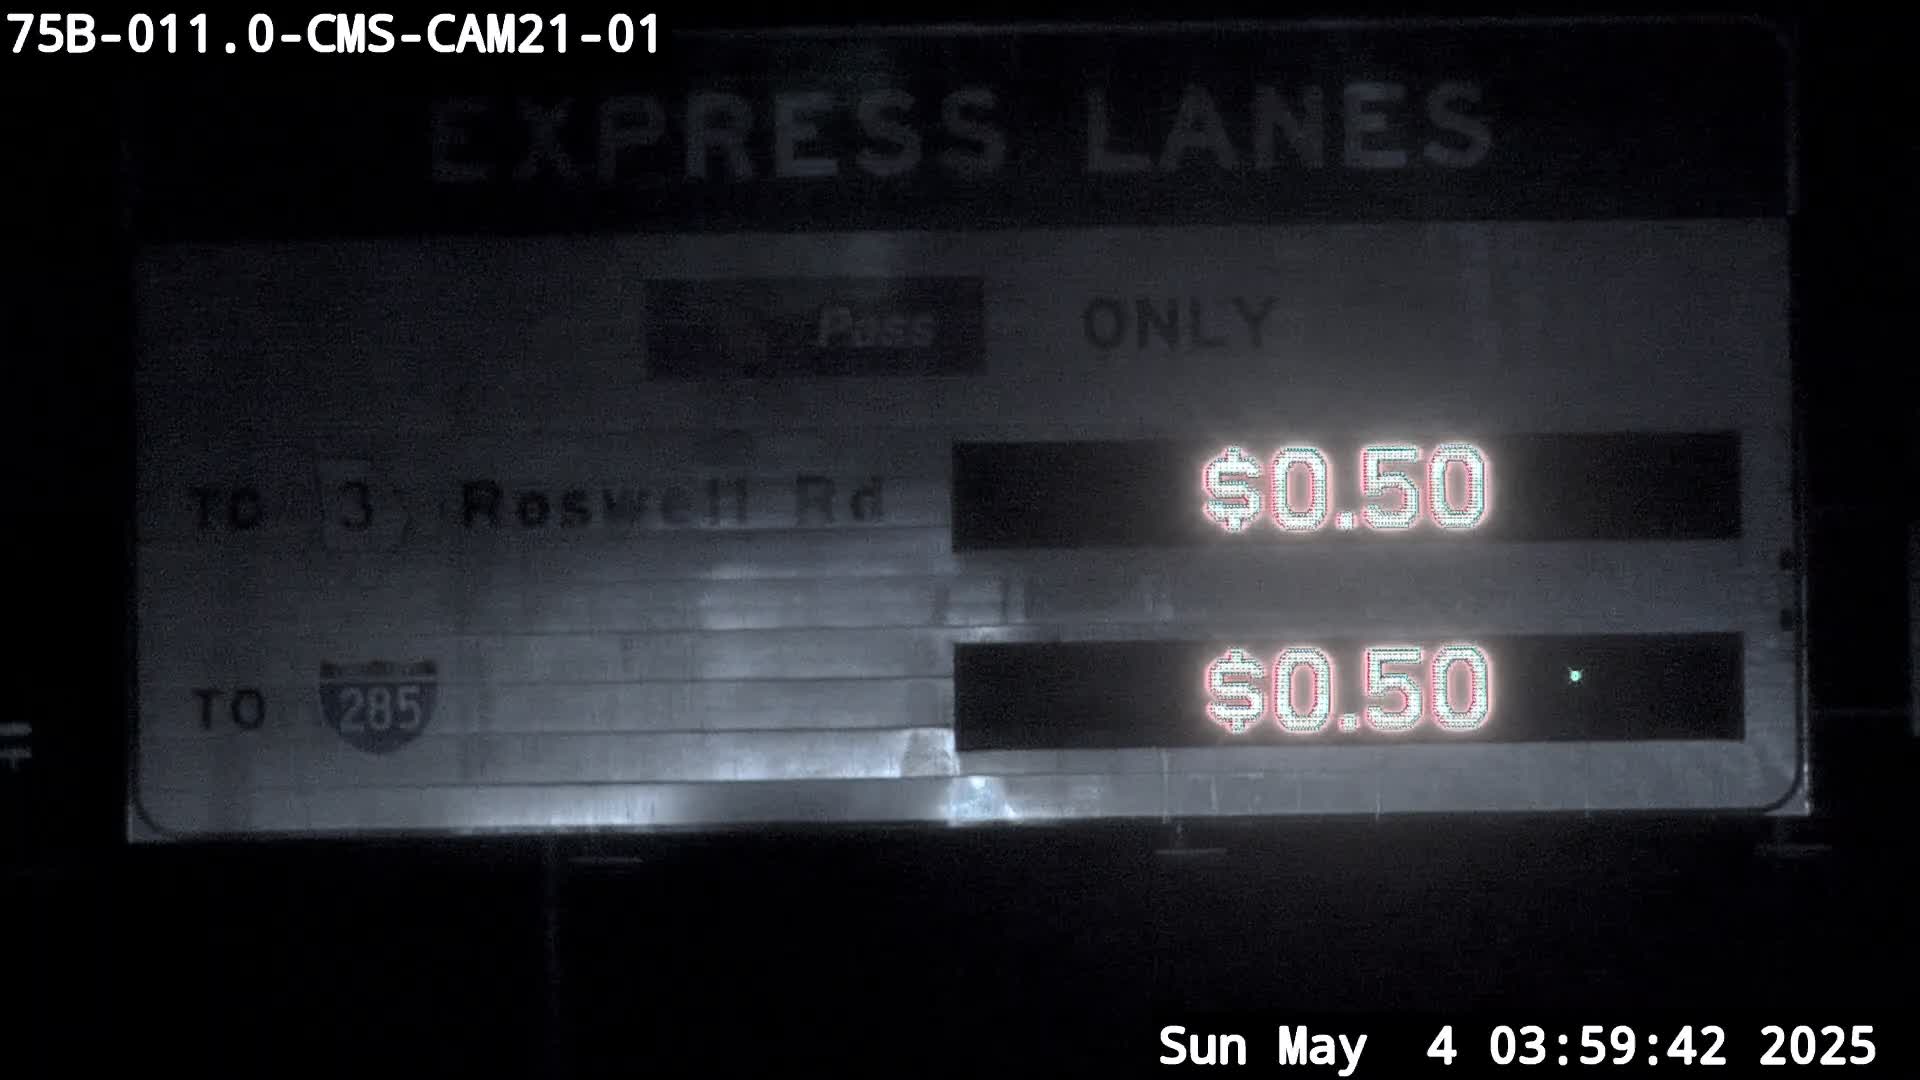 75B-011.0-CMS-CAM21-01
EXPRESS LANES
Pass ONLY
TO 3 Roswell Rd $0.50
TO 285 $0.50
Sun May 4 03:59:42 2025